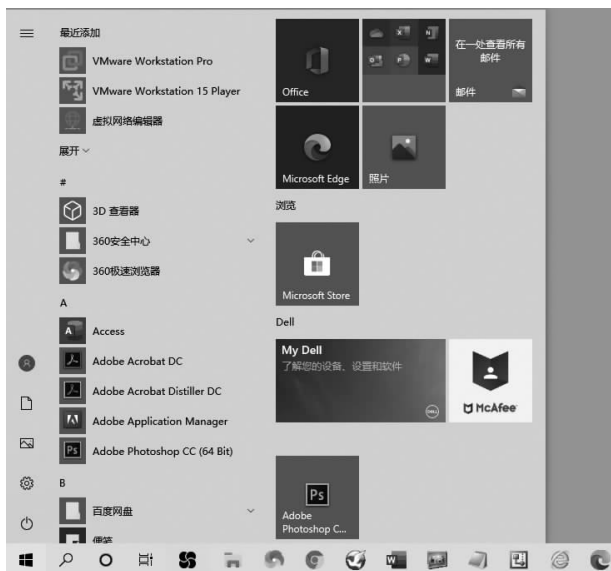 最近添加
VMware Workstation Pro
VMware Workstation 15 Player
虚拟网络编辑器
展开
#
3D 查看器
360安全中心
360极速浏览器
A
Access
Adobe Acrobat DC
Adobe Acrobat Distiller DC
Adobe Application Manager
Adobe Photoshop CC (64 Bit)
B
百度网盘
便笺
Office
在一处查看所有
邮件
邮件
Microsoft Edge
照片
浏览
Microsoft Store
Dell
My Dell
了解您的设备、设置和软件
DELL
McAfee
Ps
Adobe
Photoshop C...